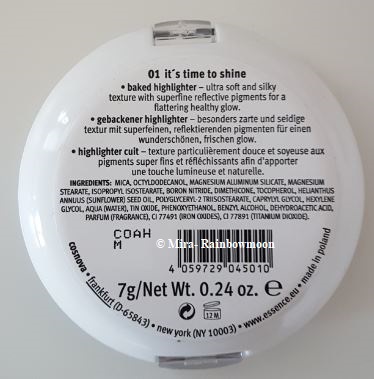 01 it´s time to shine
• baked highlighter – ultra soft and silky
texture with superfine reflective pigments for a
flattering healthy glow.
• gebackener highlighter – besonders zarte und seidige
textur mit superfeinen, reflektierenden pigmenten für einen
wunderschönen, frischen glow.
• highlighter cuit – texture particulièrement douce et soyeuse aux
pigments super fins et réfléchissants afin d'apporter
une touche lumineuse et naturelle.
INGREDIENTS: MICA, OCTYLDODECANOL, MAGNESIUM ALUMINUM SILICATE, MAGNESIUM
STEARATE, ISOPROPYL ISOSTEARATE, BORON NITRIDE, DIMETHICONE, TOCOPHEROL, HELIANTHUS
ANNUUS (SUNFLOWER) SEED OIL, POLYGLYCERYL-2 TRIISOSTEARATE, CAPRYLYL GLYCOL, HEXYLENE
GLYCOL, AQUA (WATER), TIN OXIDE, PHENOXYETHANOL, BENZYL ALCOHOL, DEHYDROACETIC ACID,
PARFUM (FRAGRANCE), CI 77491 (IRON OXIDES), CI 77891 (TITANIUM DIOXIDE).
COAH
M
© Mira- Rainbowmoon
4 059729 045010
7g/Net Wt. 0.24 oz. e
12 M
cosnova • frankfurt (D-65843) • new york (NY 10003) • www.essence.eu • made in poland